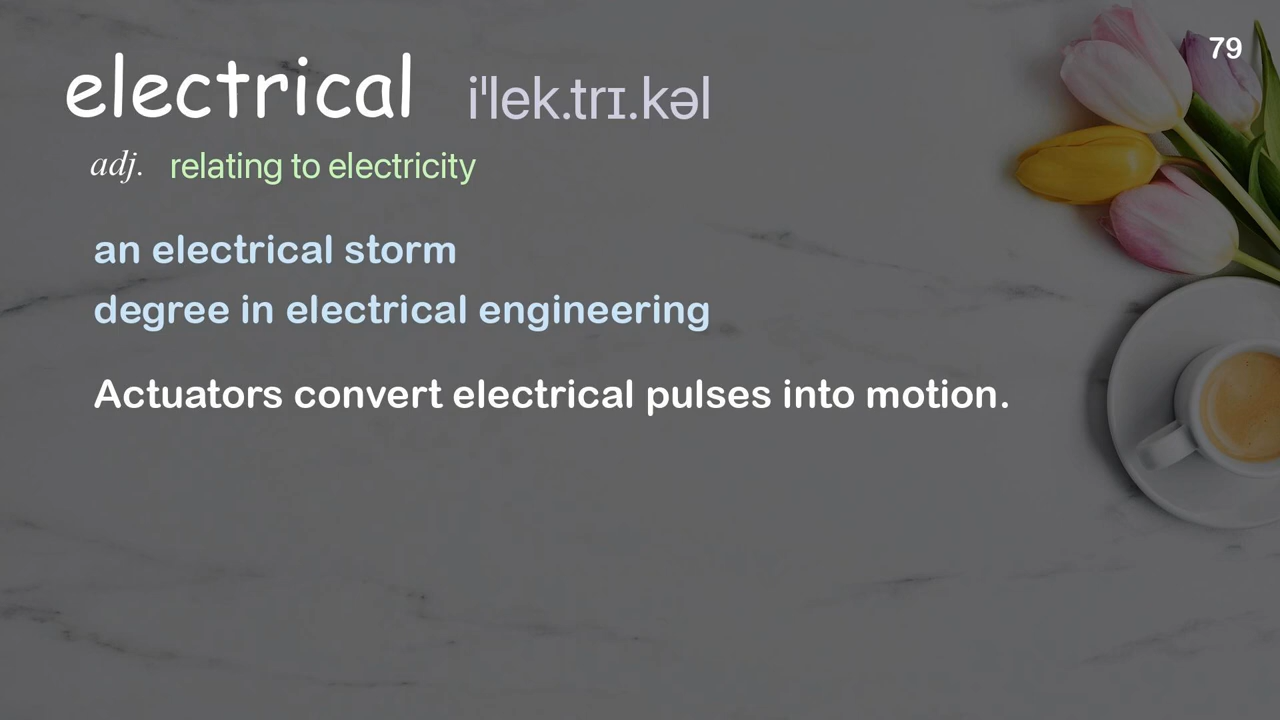 79
electrical iˈlek.trɪ.kəl
adj. relating to electricity
an electrical storm
degree in electrical engineering
Actuators convert electrical pulses into motion.